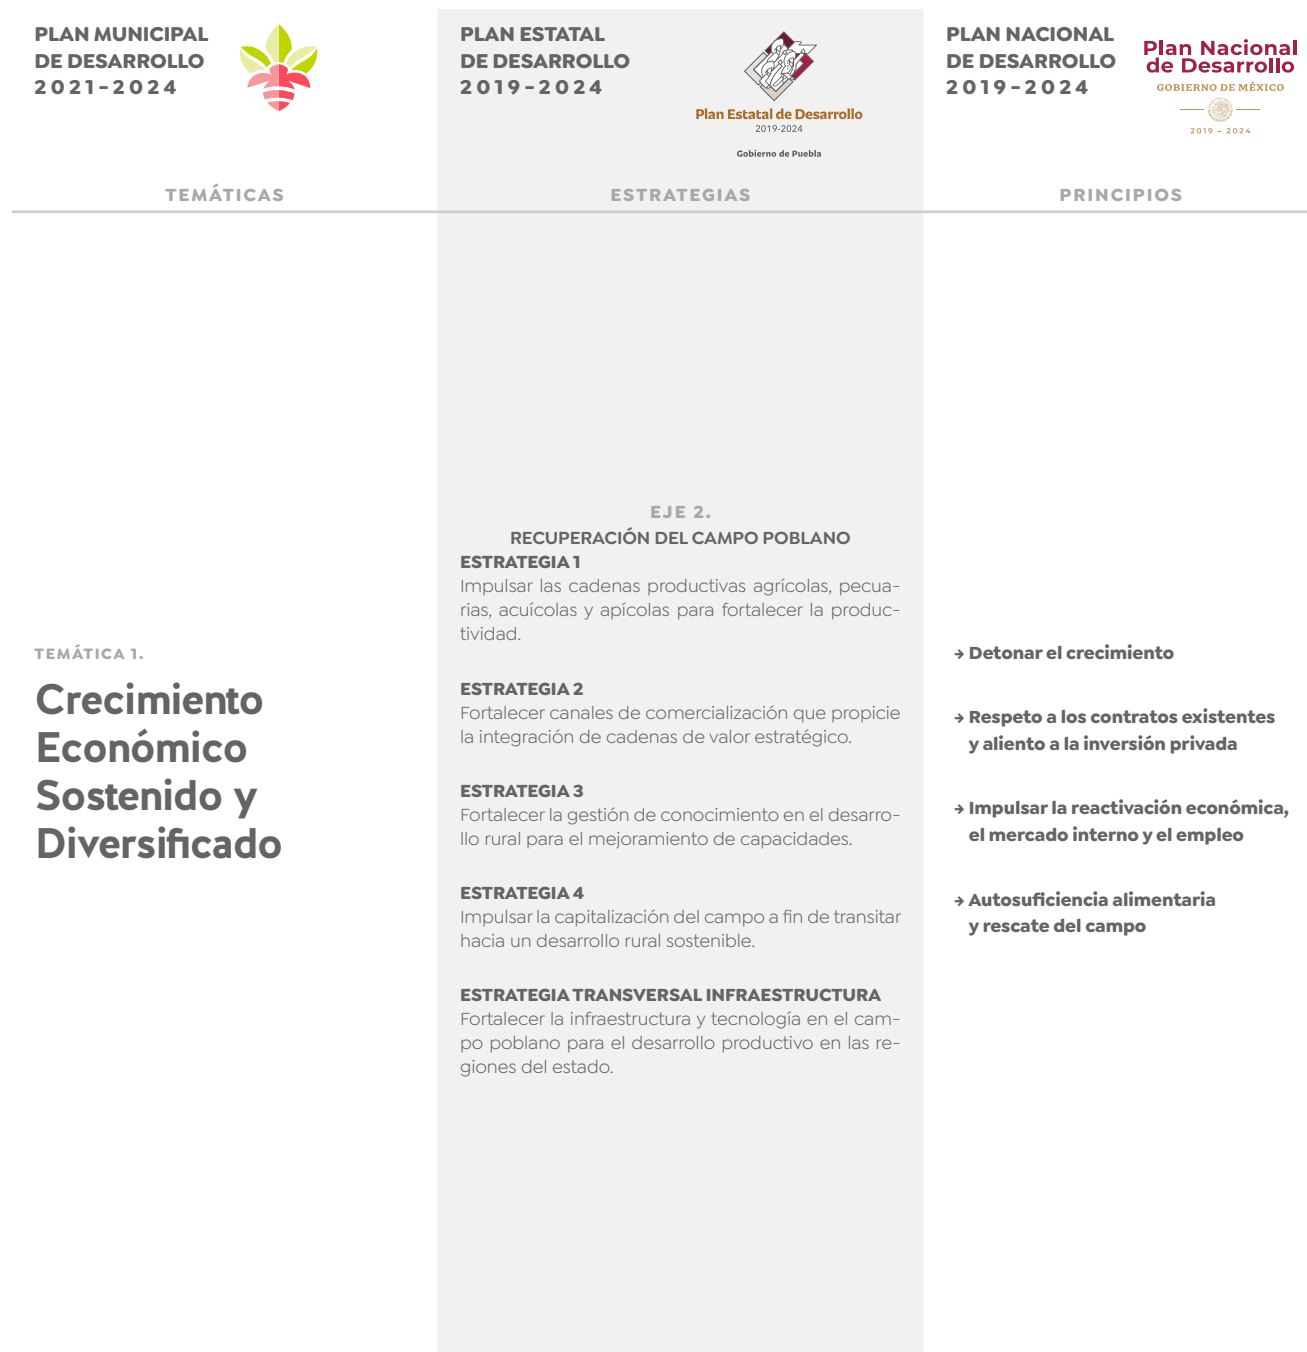 PLAN MUNICIPAL
DE DESARROLLO
2021-2024
PLAN ESTATAL
DE DESARROLLO
2019-2024
Plan Estatal de Desarrollo
2019-2024
Gobierno de Puebla
PLAN NACIONAL
DE DESARROLLO
2019-2024
Plan Nacional
de Desarrollo
GOBIERNO DE MÉXICO
2019 - 2024
TEMÁTICAS
ESTRATEGIAS
PRINCIPIOS
TEMÁTICA 1.
Crecimiento
Económico
Sostenido y
Diversificado
EJE 2.
RECUPERACIÓN DEL CAMPO POBLANO
ESTRATEGIA 1
Impulsar las cadenas productivas agrícolas, pecua-
rias, acuícolas y apícolas para fortalecer la produc-
tividad.
ESTRATEGIA 2
Fortalecer canales de comercialización que propicie
la integración de cadenas de valor estratégico.
ESTRATEGIA 3
Fortalecer la gestión de conocimiento en el desarro-
llo rural para el mejoramiento de capacidades.
ESTRATEGIA 4
Impulsar la capitalización del campo a fin de transitar
hacia un desarrollo rural sostenible.
ESTRATEGIA TRANSVERSAL INFRAESTRUCTURA
Fortalecer la infraestructura y tecnología en el cam-
po poblano para el desarrollo productivo en las re-
giones del estado.
→ Detonar el crecimiento
→ Respeto a los contratos existentes
y aliento a la inversión privada
→ Impulsar la reactivación económica,
el mercado interno y el empleo
→ Autosuficiencia alimentaria
y rescate del campo